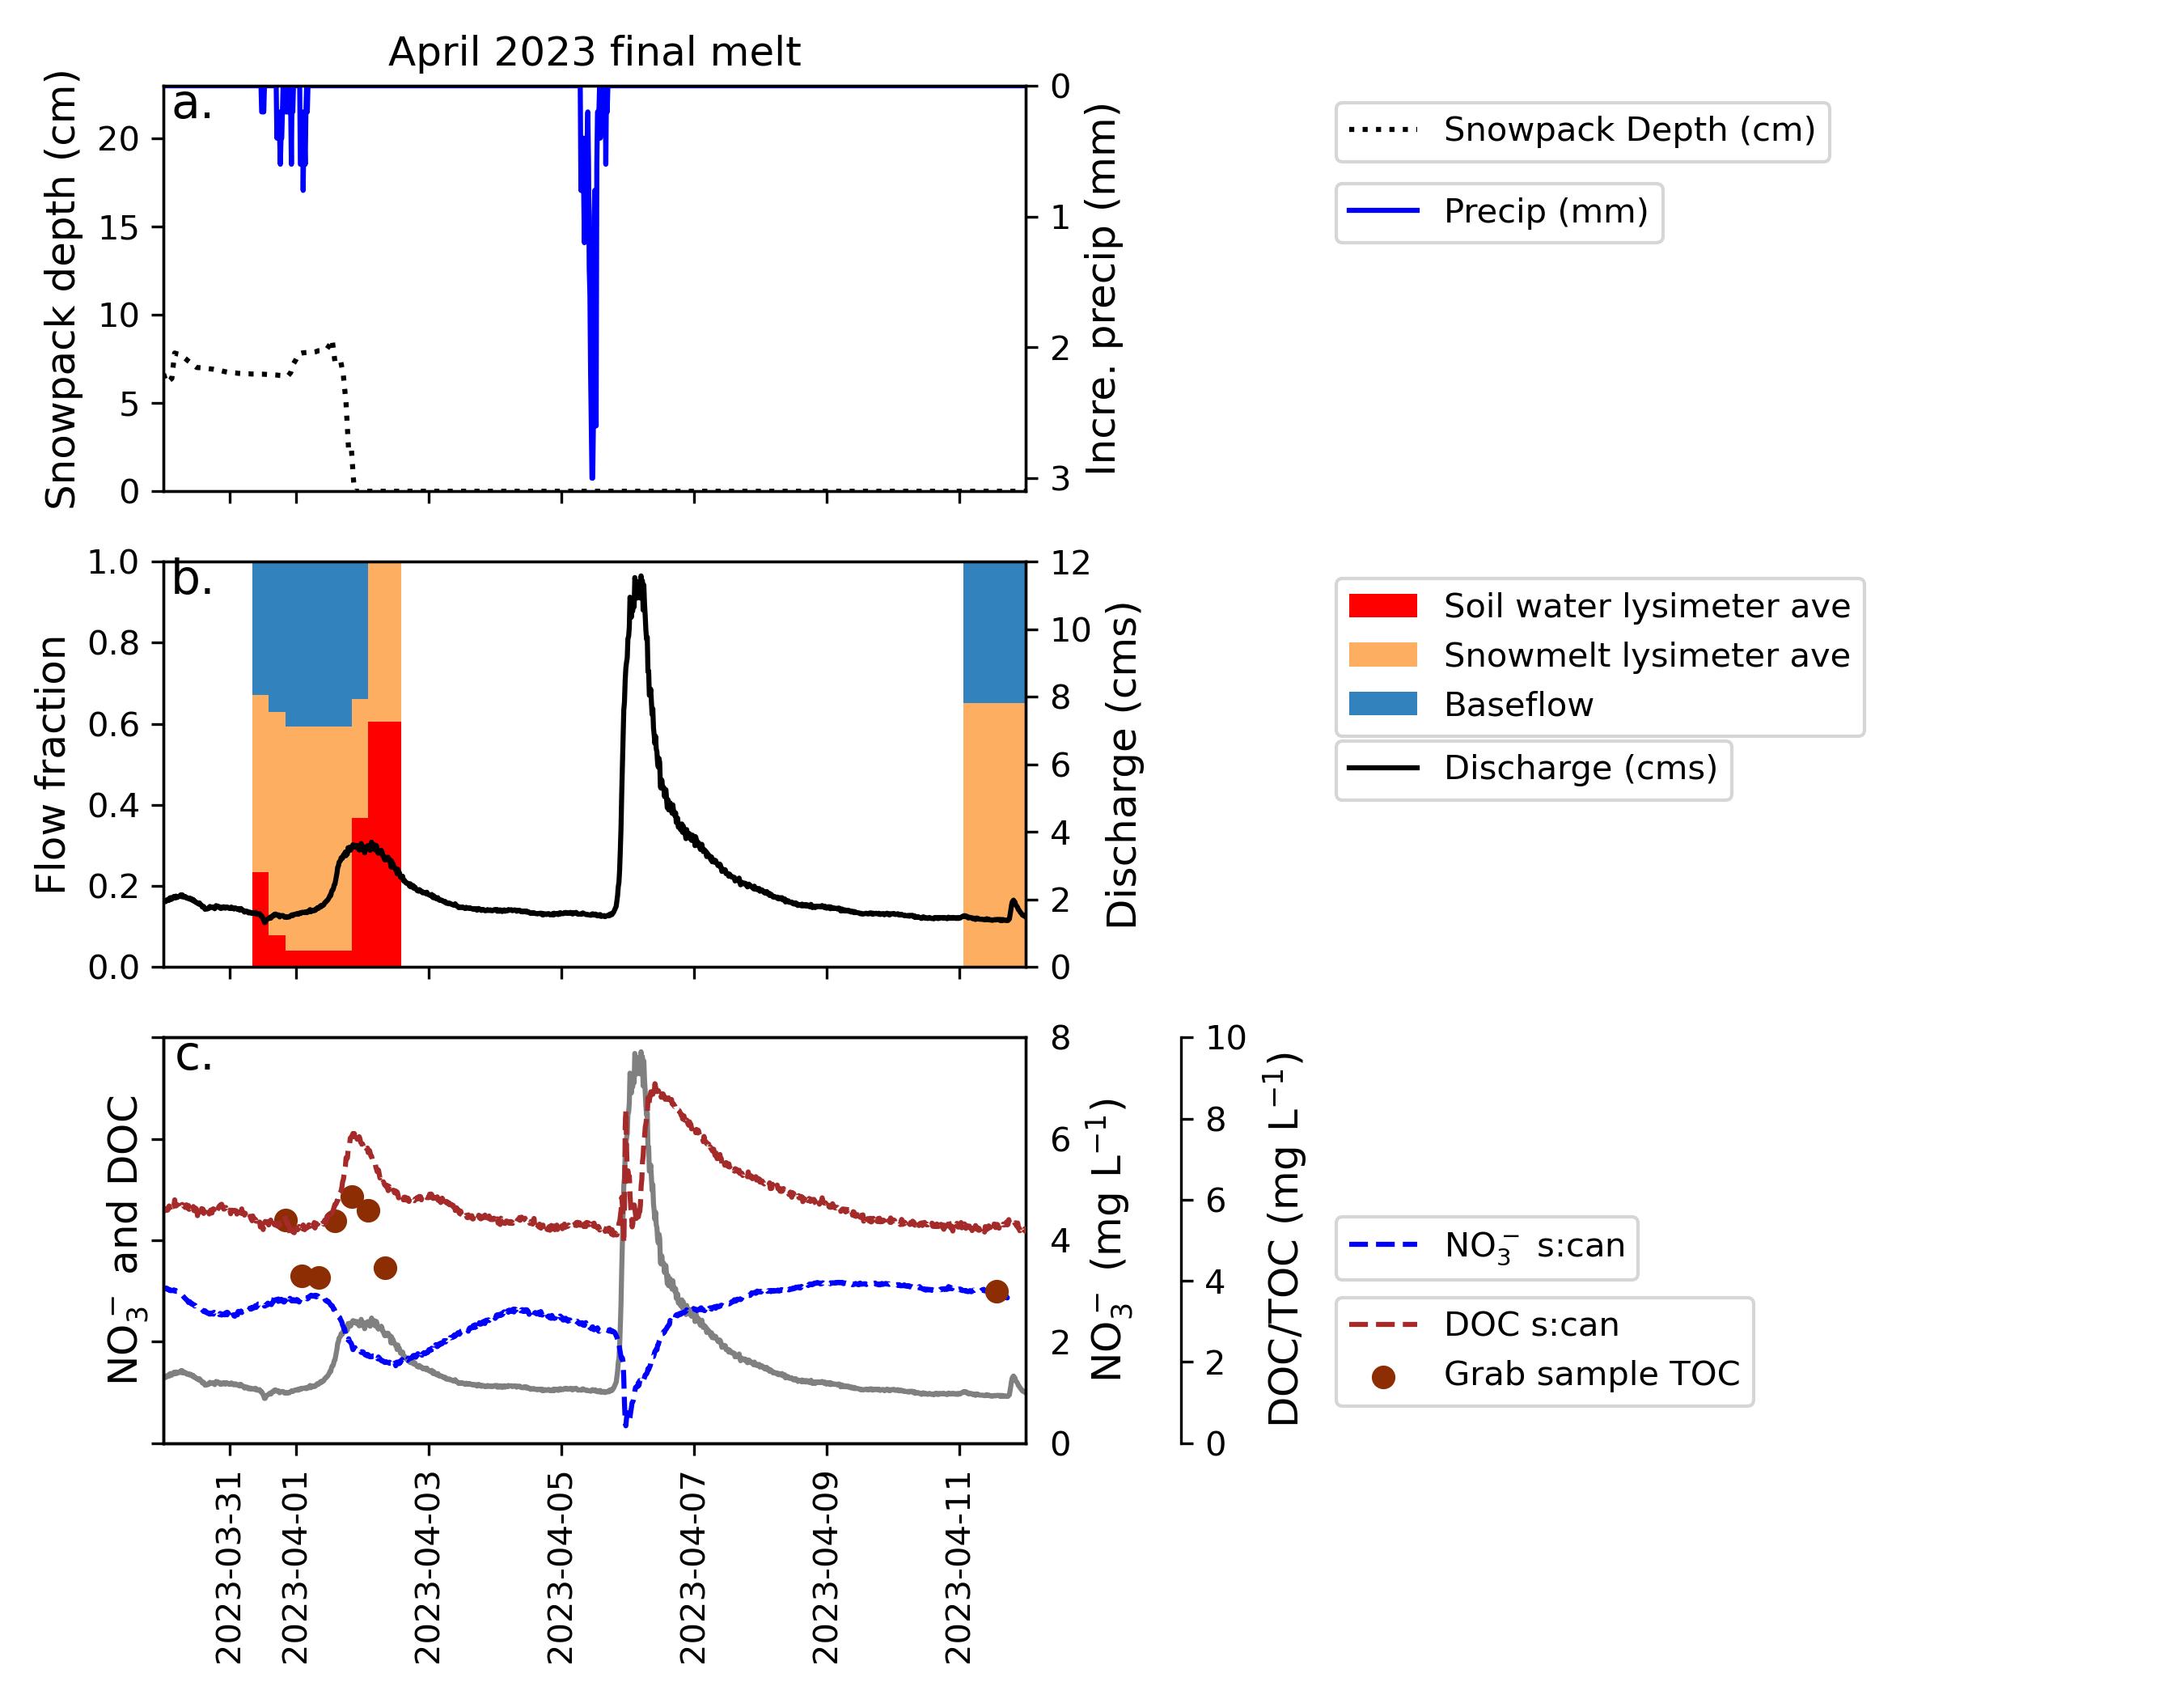 April 2023 final melt
a.
Snowpack depth (cm)
20
15
10
5
0
0
1
2
3
Incre. precip (mm)
Snowpack Depth (cm)
Precip (mm)
b.
Flow fraction
1.0
0.8
0.6
0.4
0.2
0.0
12
10
8
6
4
2
0
Discharge (cms)
Soil water lysimeter ave
Snowmelt lysimeter ave
Baseflow
Discharge (cms)
c.
NO₃⁻ and DOC
8
6
4
2
0
NO₃⁻ (mg L⁻¹)
10
8
6
4
2
0
DOC/TOC (mg L⁻¹)
NO₃⁻ s:can
DOC s:can
Grab sample TOC
2023-03-31
2023-04-01
2023-04-03
2023-04-05
2023-04-07
2023-04-09
2023-04-11